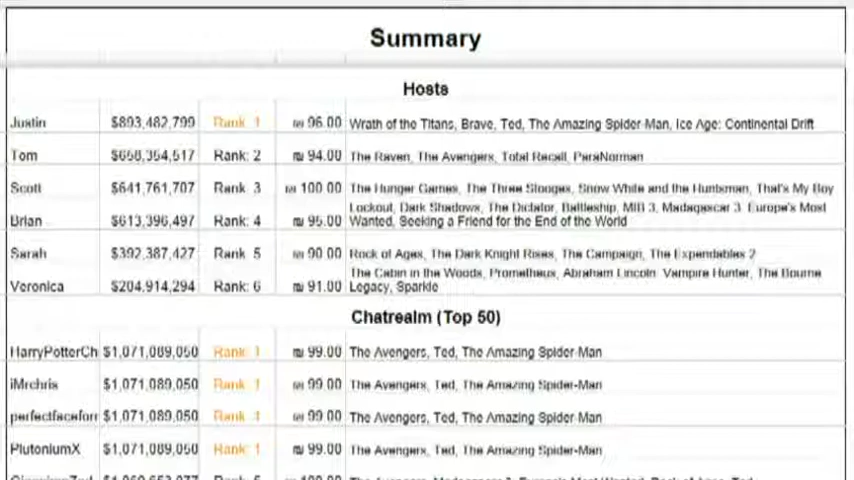 Summary
Hosts
Justin $893,482,799 Rank: 1 ₪ 96.00 Wrath of the Titans, Brave, Ted, The Amazing Spider-Man, Ice Age: Continental Drift
Tom $658,354,517 Rank: 2 ₪ 94.00 The Raven, The Avengers, Total Recall, ParaNorman
Scott $641,761,707 Rank: 3 ₪ 100.00 The Hunger Games, The Three Stooges, Snow White and the Huntsman, That's My Boy
Lockout, Dark Shadows, The Dictator, Battleship, MIB 3, Madagascar 3: Europe's Most
Brian $613,396,497 Rank: 4 ₪ 95.00 Wanted, Seeking a Friend for the End of the World
Sarah $392,387,427 Rank: 5 ₪ 90.00 Rock of Ages, The Dark Knight Rises, The Campaign, The Expendables 2
The Cabin in the Woods, Prometheus, Abraham Lincoln: Vampire Hunter, The Bourne
Veronica $204,914,294 Rank: 6 ₪ 91.00 Legacy, Sparkle
Chatrealm (Top 50)
HarryPotterCh $1,071,089,050 Rank: 1 ₪ 99.00 The Avengers, Ted, The Amazing Spider-Man
iMrchris $1,071,089,050 Rank: 1 ₪ 99.00 The Avengers, Ted, The Amazing Spider-Man
perfectfaceforr $1,071,089,050 Rank: 1 ₪ 99.00 The Avengers, Ted, The Amazing Spider-Man
PlutoniumX $1,071,089,050 Rank: 1 ₪ 99.00 The Avengers, Ted, The Amazing Spider-Man